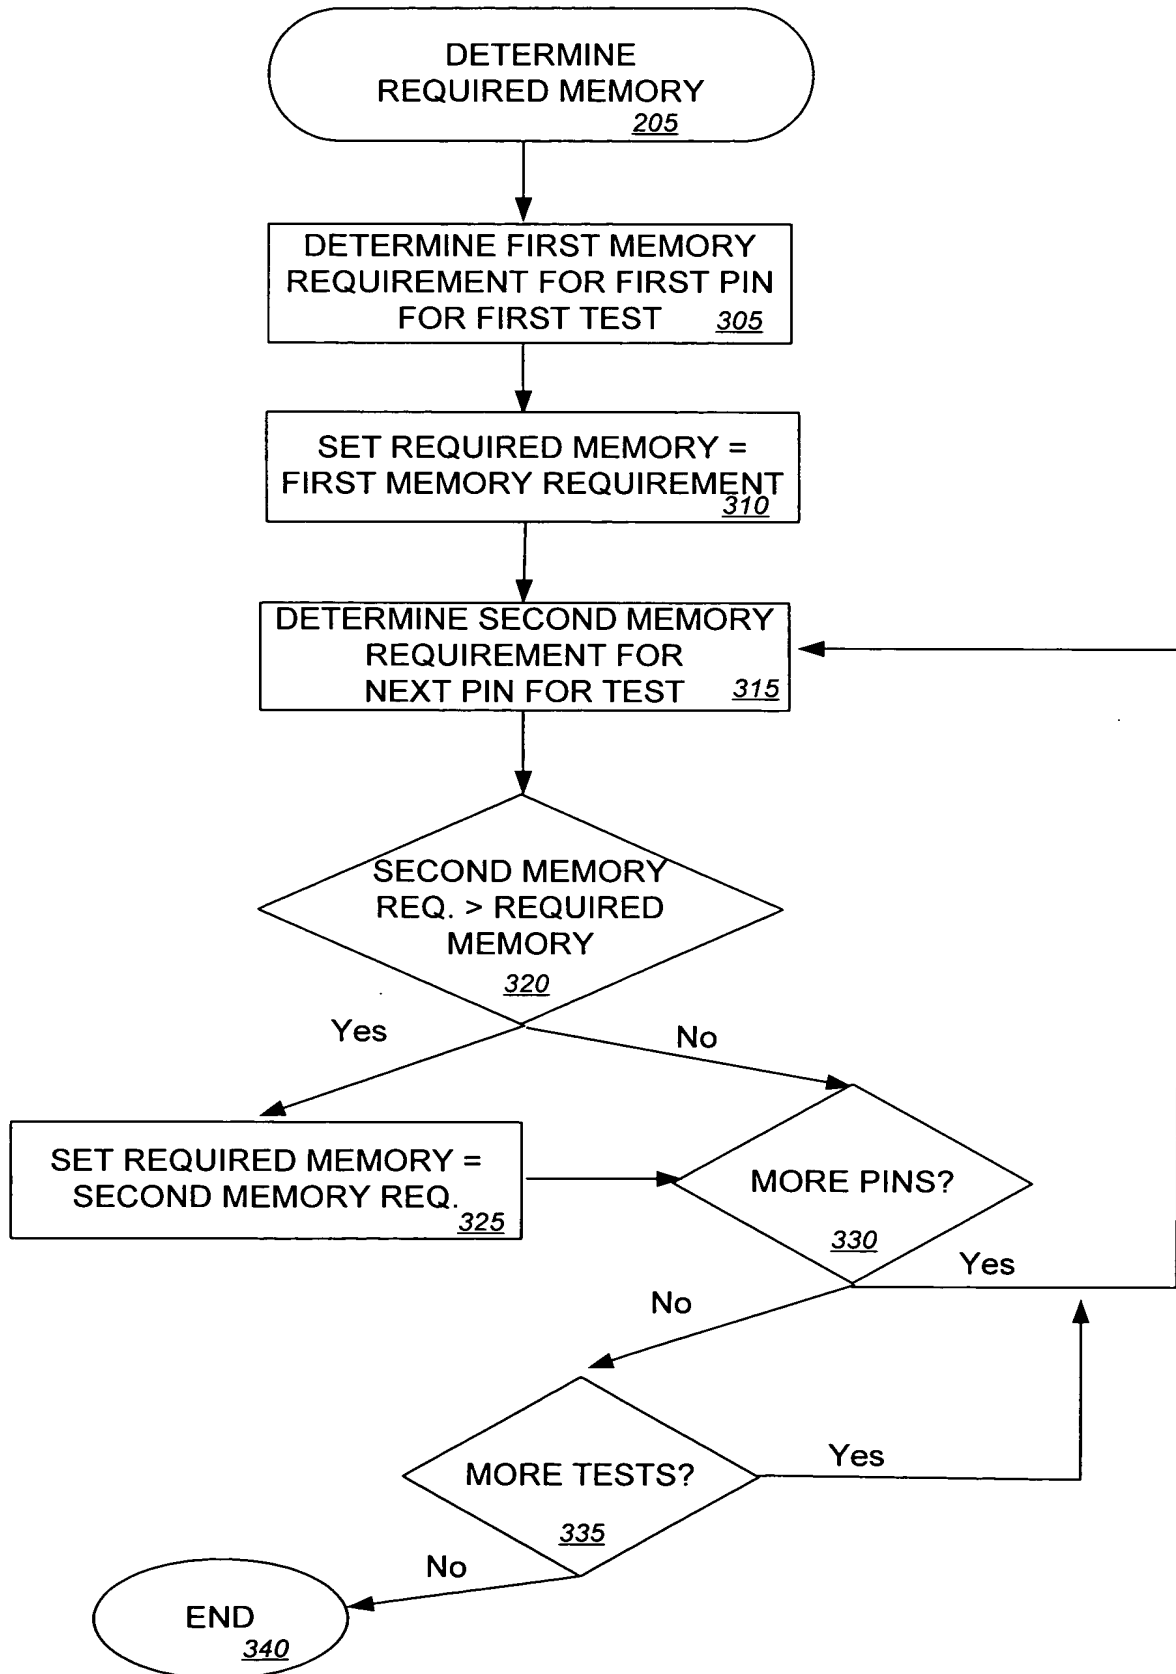 DETERMINE
REQUIRED MEMORY
205
DETERMINE FIRST MEMORY
REQUIREMENT FOR FIRST PIN
FOR FIRST TEST 305
SET REQUIRED MEMORY =
FIRST MEMORY REQUIREMENT
310
DETERMINE SECOND MEMORY
REQUIREMENT FOR
NEXT PIN FOR TEST 315
SECOND MEMORY
REQ. > REQUIRED
MEMORY
320
Yes
No
SET REQUIRED MEMORY =
SECOND MEMORY REQ.
325
MORE PINS?
330
Yes
No
MORE TESTS?
335
Yes
No
END
340